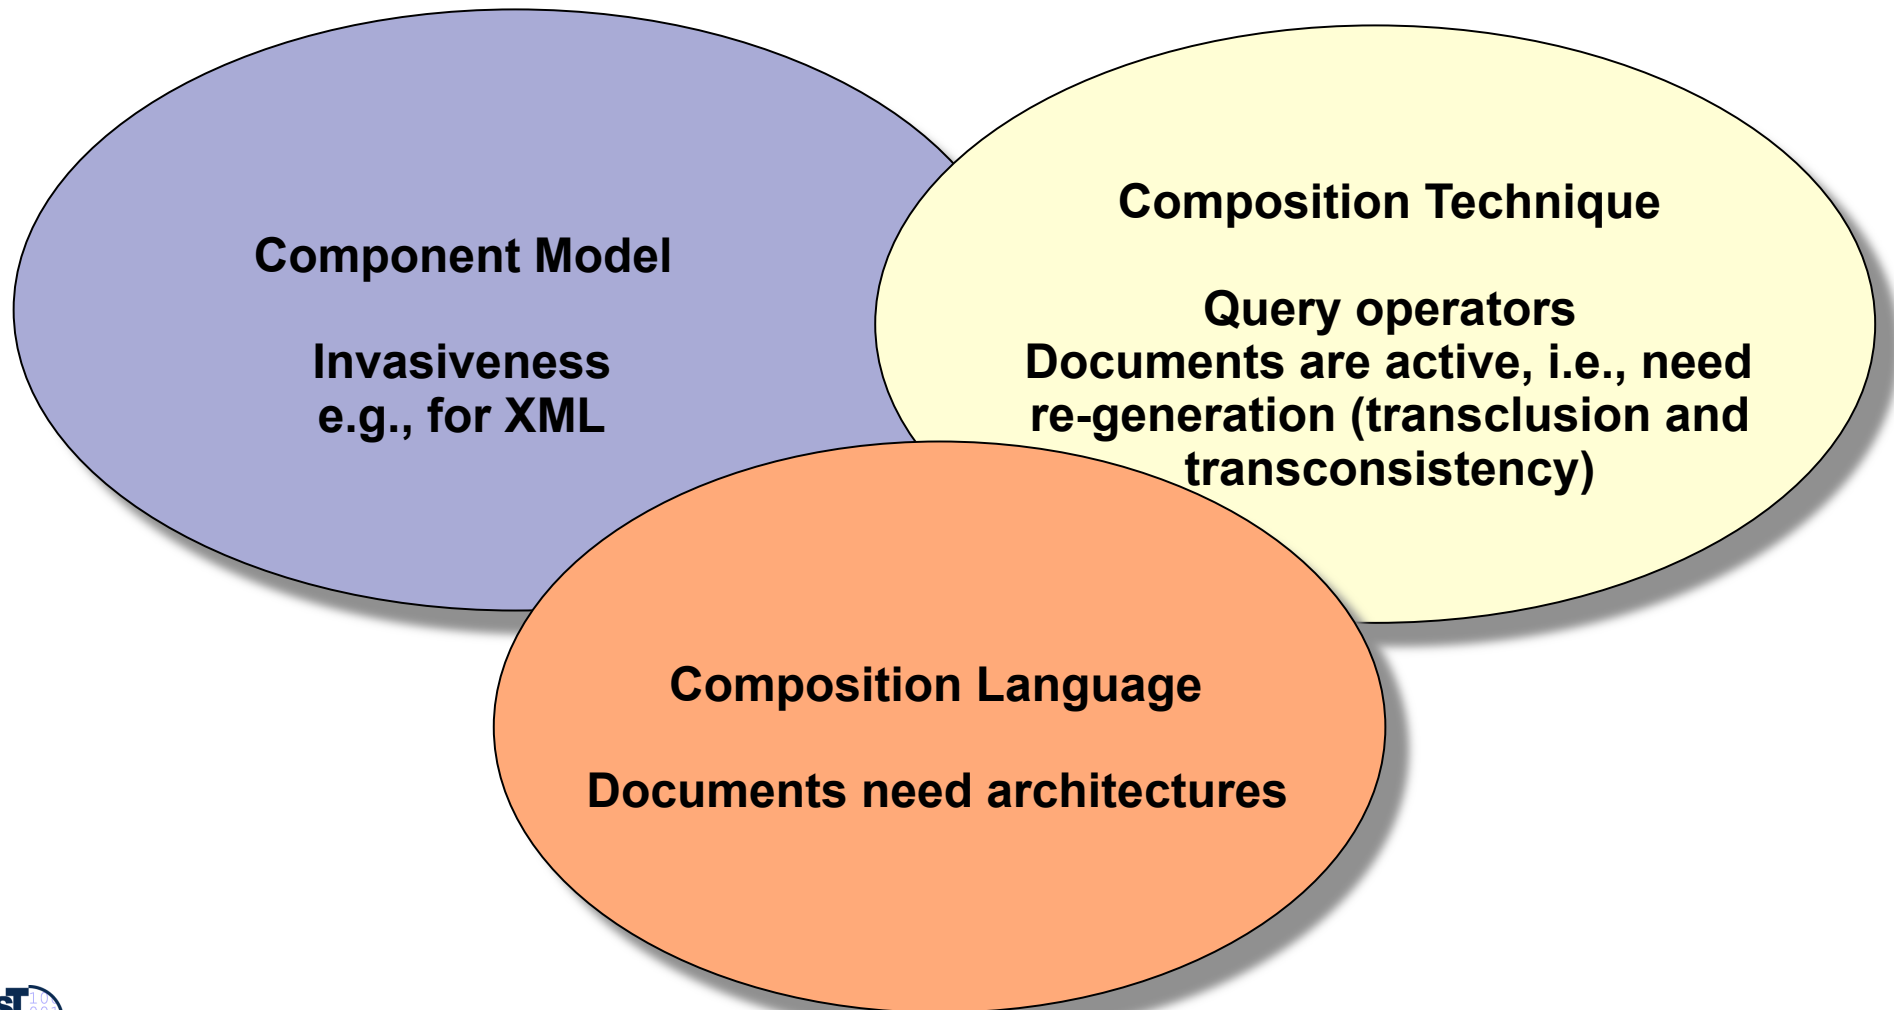 Component Model
Invasiveness
e.g., for XML
Composition Technique
Query operators
Documents are active, i.e., need
re-generation (transclusion and
transconsistency)
Composition Language
Documents need architectures